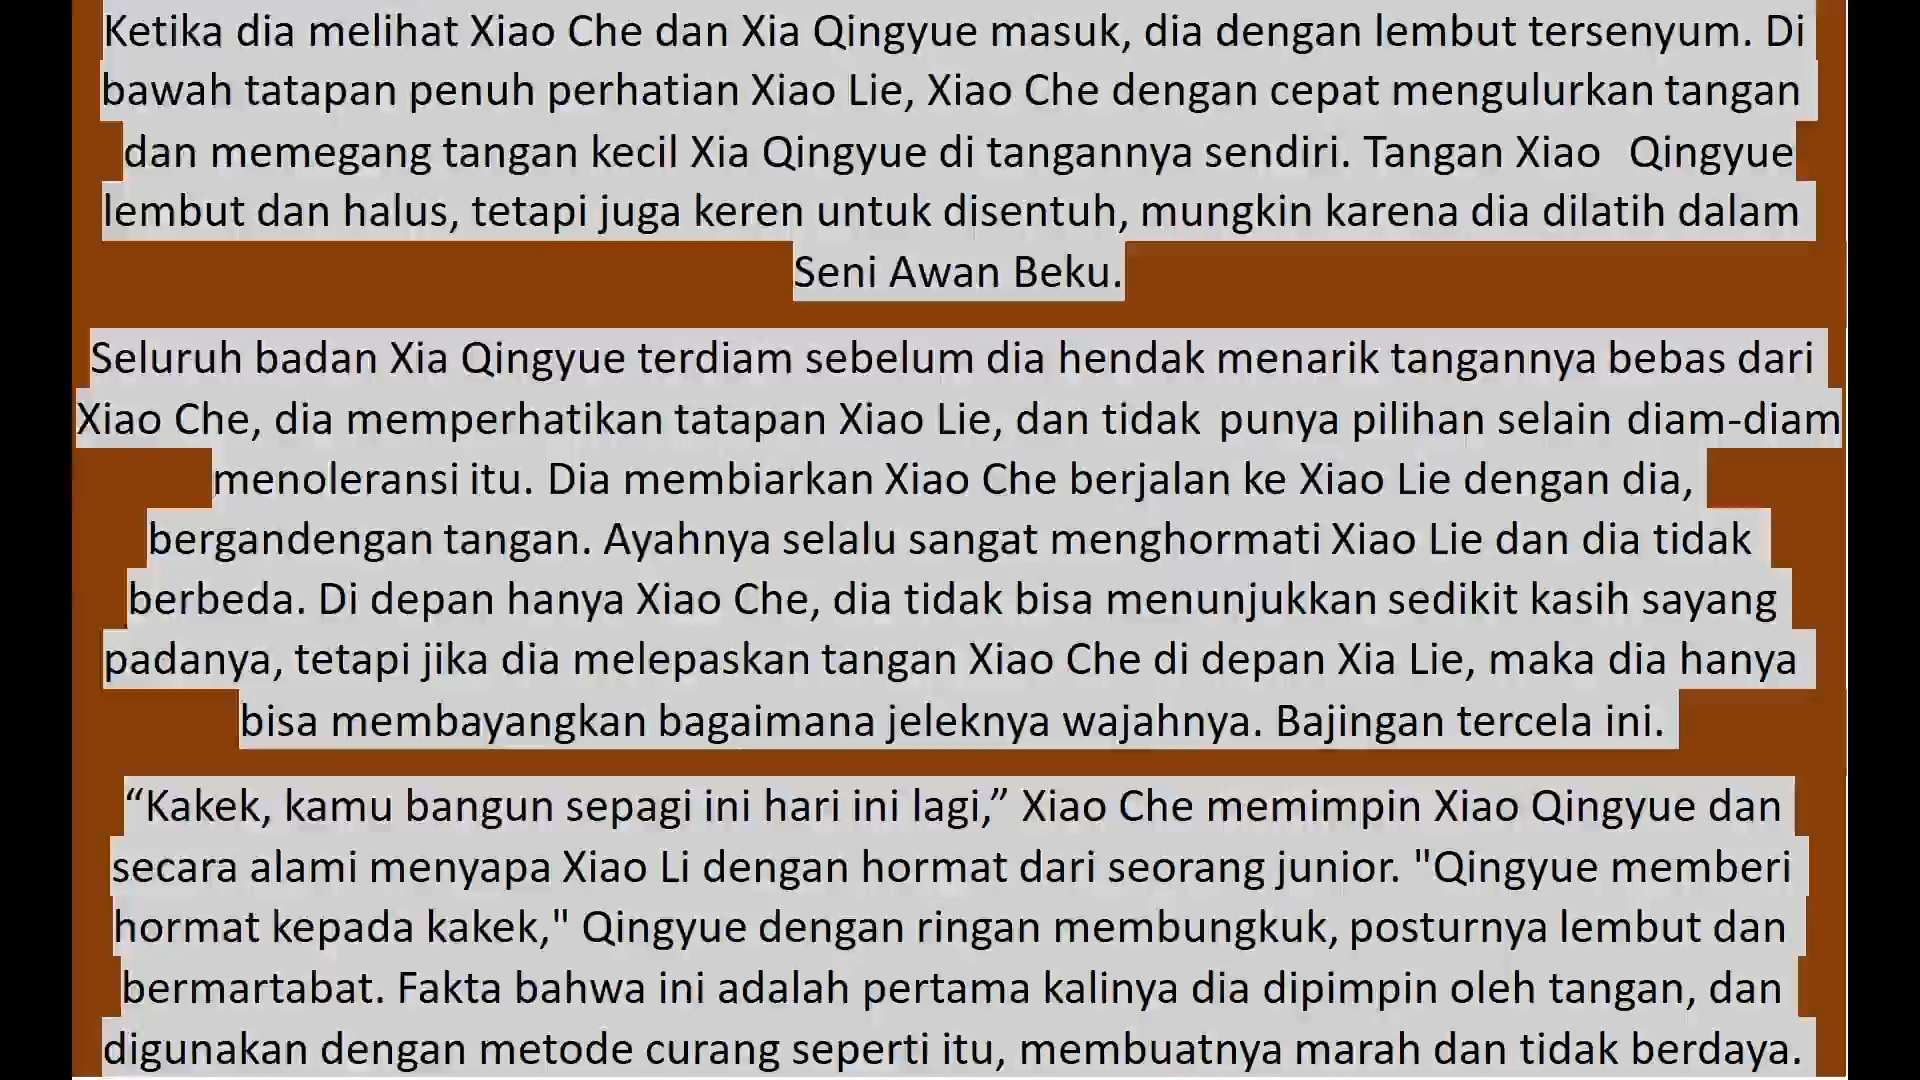 Ketika dia melihat Xiao Che dan Xia Qingyue masuk, dia dengan lembut tersenyum. Di
bawah tatapan penuh perhatian Xiao Lie, Xiao Che dengan cepat mengulurkan tangan
dan memegang tangan kecil Xia Qingyue di tangannya sendiri. Tangan Xiao Qingyue
lembut dan halus, tetapi juga keren untuk disentuh, mungkin karena dia dilatih dalam
Seni Awan Beku.
Seluruh badan Xia Qingyue terdiam sebelum dia hendak menarik tangannya bebas dari
Xiao Che, dia memperhatikan tatapan Xiao Lie, dan tidak punya pilihan selain diam-diam
menoleransi itu. Dia membiarkan Xiao Che berjalan ke Xiao Lie dengan dia,
bergandengan tangan. Ayahnya selalu sangat menghormati Xiao Lie dan dia tidak
berbeda. Di depan hanya Xiao Che, dia tidak bisa menunjukkan sedikit kasih sayang
padanya, tetapi jika dia melepaskan tangan Xiao Che di depan Xia Lie, maka dia hanya
bisa membayangkan bagaimana jeleknya wajahnya. Bajingan tercela ini.
“Kakek, kamu bangun sepagi ini hari ini lagi,” Xiao Che memimpin Xiao Qingyue dan
secara alami menyapa Xiao Li dengan hormat dari seorang junior. "Qingyue memberi
hormat kepada kakek," Qingyue dengan ringan membungkuk, posturnya lembut dan
bermartabat. Fakta bahwa ini adalah pertama kalinya dia dipimpin oleh tangan, dan
digunakan dengan metode curang seperti itu, membuatnya marah dan tidak berdaya.